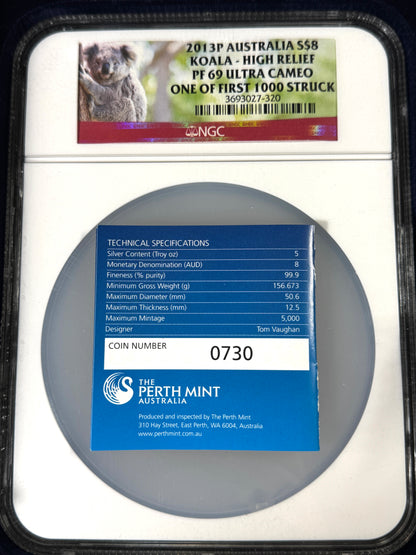 2013P AUSTRALIA S$8
KOALA - HIGH RELIEF
PF 69 ULTRA CAMEO
ONE OF FIRST 1000 STRUCK
3693027-320
NGC
TECHNICAL SPECIFICATIONS
Silver Content (Troy oz) 5
Monetary Denomination (AUD) 8
Fineness (% purity) 99.9
Minimum Gross Weight (g) 156.673
Maximum Diameter (mm) 50.6
Maximum Thickness (mm) 12.5
Maximum Mintage 5,000
Designer Tom Vaughan
COIN NUMBER 0730
THE
PERTH MINT
AUSTRALIA
Produced and inspected by The Perth Mint
310 Hay Street, East Perth, WA 6004, Australia
www.perthmint.com.au